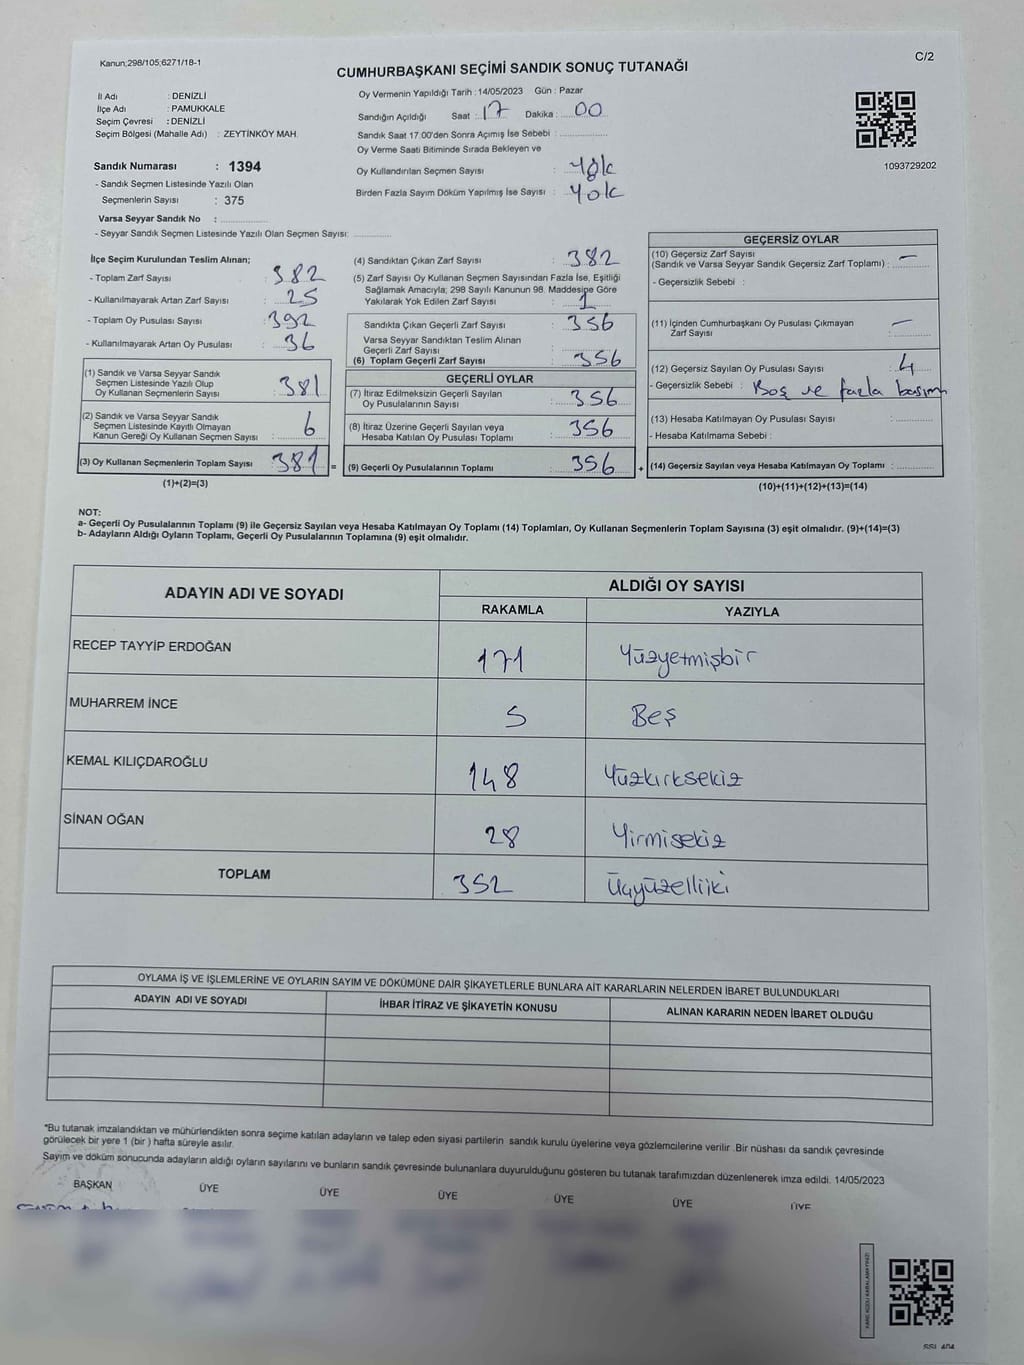 Kanun;298/105;6271/18-1
C/2
CUMHURBAŞKANI SEÇİMİ SANDIK SONUÇ TUTANAĞI
İl Adı : DENİZLİ
İlçe Adı : PAMUKKALE
Seçim Çevresi : DENİZLİ
Seçim Bölgesi (Mahalle Adı) : ZEYTİNKÖY MAH.
Oy Vermenin Yapıldığı Tarih : 14/05/2023 Gün : Pazar
Sandığın Açıldığı Saat : 17 Dakika : 00
Sandık Saat 17.00'den Sonra Açımış İse Sebebi :
Oy Verme Saati Bitiminde Sırada Bekleyen ve
Oy Kullandırılan Seçmen Sayısı : Yok
Birden Fazla Sayım Döküm Yapılmış İse Sayısı : Yok
1093729202
Sandık Numarası : 1394
- Sandık Seçmen Listesinde Yazılı Olan
Seçmenlerin Sayısı : 375
Varsa Seyyar Sandık No :
- Seyyar Sandık Seçmen Listesinde Yazılı Olan Seçmen Sayısı:
İlçe Seçim Kurulundan Teslim Alınan;
- Toplam Zarf Sayısı : 382
- Kullanılmayarak Artan Zarf Sayısı : 25
- Toplam Oy Pusulası Sayısı : 392
- Kullanılmayarak Artan Oy Pusulası : 36
(1) Sandık ve Varsa Seyyar Sandık
Seçmen Listesinde Yazılı Olup
Oy Kullanan Seçmenlerin Sayısı : 381
(2) Sandık ve Varsa Seyyar Sandık
Seçmen Listesinde Kayıtlı Olmayan
Kanun Gereği Oy Kullanan Seçmen Sayısı : 6
(3) Oy Kullanan Seçmenlerin Toplam Sayısı : 381 =
(1)+(2)=(3)
(4) Sandıktan Çıkan Zarf Sayısı : 382
(5) Zarf Sayısı Oy Kullanan Seçmen Sayısından Fazla İse, Eşitliği
Sağlamak Amacıyla; 298 Sayılı Kanunun 98. Maddesine Göre
Yakılarak Yok Edilen Zarf Sayısı : 1
Sandıkta Çıkan Geçerli Zarf Sayısı : 356
Varsa Seyyar Sandıktan Teslim Alınan
Geçerli Zarf Sayısı
(6) Toplam Geçerli Zarf Sayısı : 356
GEÇERLİ OYLAR
(7) İtiraz Edilmeksizin Geçerli Sayılan
Oy Pusulalarının Sayısı : 356
(8) İtiraz Üzerine Geçerli Sayılan veya
Hesaba Katılan Oy Pusulası Toplamı : 356
(9) Geçerli Oy Pusulalarının Toplamı : 356 +
GEÇERSİZ OYLAR
(10) Geçersiz Zarf Sayısı
(Sandık ve Varsa Seyyar Sandık Geçersiz Zarf Toplamı) : —
- Geçersizlik Sebebi :
(11) İçinden Cumhurbaşkanı Oy Pusulası Çıkmayan
Zarf Sayısı : —
(12) Geçersiz Sayılan Oy Pusulası Sayısı : 4
- Geçersizlik Sebebi : Boş ve fazla basım
(13) Hesaba Katılmayan Oy Pusulası Sayısı :
- Hesaba Katılmama Sebebi :
(14) Geçersiz Sayılan veya Hesaba Katılmayan Oy Toplamı :
(10)+(11)+(12)+(13)=(14)
NOT:
a- Geçerli Oy Pusulalarının Toplamı (9) ile Geçersiz Sayılan veya Hesaba Katılmayan Oy Toplamı (14) Toplamları, Oy Kullanan Seçmenlerin Toplam Sayısına (3) eşit olmalıdır. (9)+(14)=(3)
b- Adayların Aldığı Oyların Toplamı, Geçerli Oy Pusulalarının Toplamına (9) eşit olmalıdır.
ADAYIN ADI VE SOYADI ALDIĞI OY SAYISI
RAKAMLA YAZIYLA
RECEP TAYYİP ERDOĞAN 171 Yüzyetmişbir
MUHARREM İNCE 5 Beş
KEMAL KILIÇDAROĞLU 148 Yüzkırksekiz
SİNAN OĞAN 28 Yirmisekiz
TOPLAM 352 Üçyüzelliiki
OYLAMA İŞ VE İŞLEMLERİNE VE OYLARIN SAYIM VE DÖKÜMÜNE DAİR ŞİKAYETLERLE BUNLARA AİT KARARLARIN NELERDEN İBARET BULUNDUKLARI
ADAYIN ADI VE SOYADI İHBAR İTİRAZ VE ŞİKAYETİN KONUSU ALINAN KARARIN NEDEN İBARET OLDUĞU
*Bu tutanak imzalandıktan ve mühürlendikten sonra seçime katılan adayların ve talep eden siyasi partilerin sandık kurulu üyelerine veya gözlemcilerine verilir .Bir nüshası da sandık çevresinde
görülecek bir yere 1 (bir ) hafta süreyle asılır.
Sayım ve döküm sonucunda adayların aldığı oyların sayılarını ve bunların sandık çevresinde bulunanlara duyurulduğunu gösteren bu tutanak tarafımızdan düzenlenerek imza edildi. 14/05/2023
BAŞKAN ÜYE ÜYE ÜYE ÜYE ÜYE ÜYE